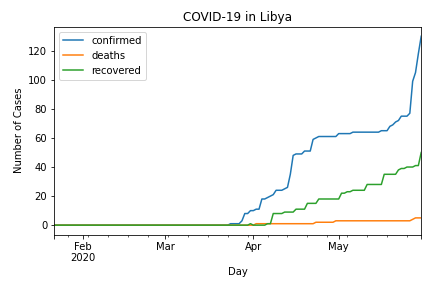 COVID-19 in Libya
confirmed
deaths
recovered
Number of Cases
120
100
80
60
40
20
0
Feb
2020
Mar
Apr
May
Day